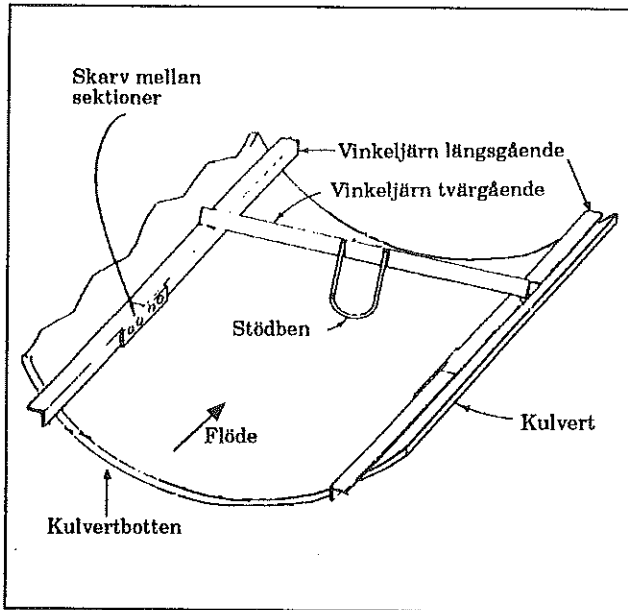 Skarv mellan
sektioner
Vinkeljärn längsgående
Vinkeljärn tvärgående
Stödben
Flöde
Kulvert
Kulvertbotten